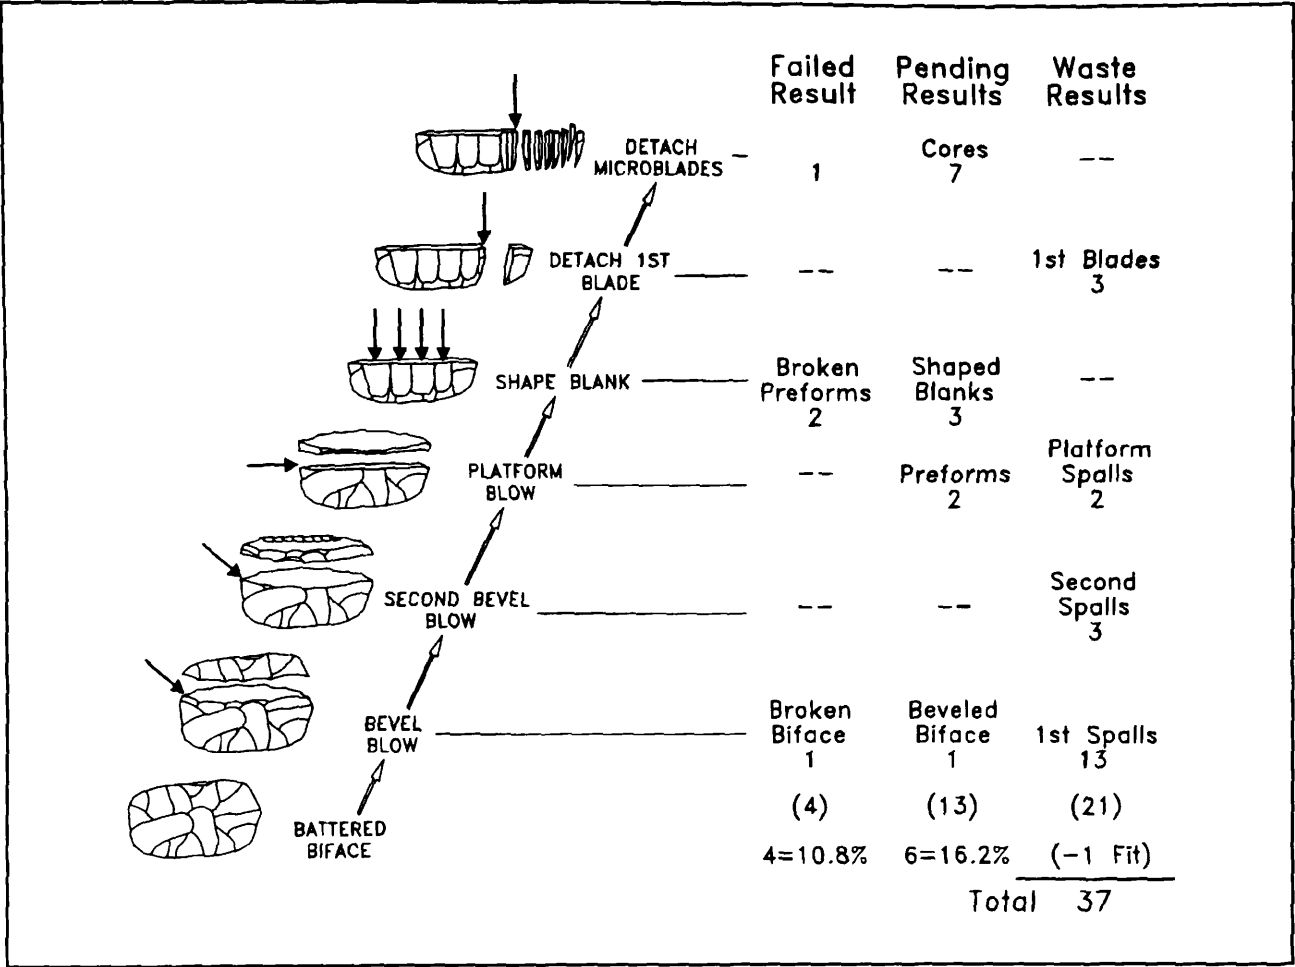 Failed Pending Waste
Result Results Results
DETACH Cores
MICROBLADES – 1 7 --
DETACH 1ST 1st Blades
BLADE -- -- 3
Broken Shaped
SHAPE BLANK Preforms Blanks --
2 3
Platform
PLATFORM -- Preforms Spalls
BLOW 2 2
Second
SECOND BEVEL -- -- Spalls
BLOW 3
Broken Beveled
BEVEL Biface Biface 1st Spalls
BLOW 1 1 13
(4) (13) (21)
BATTERED
BIFACE 4=10.8% 6=16.2% (-1 Fit)
Total 37